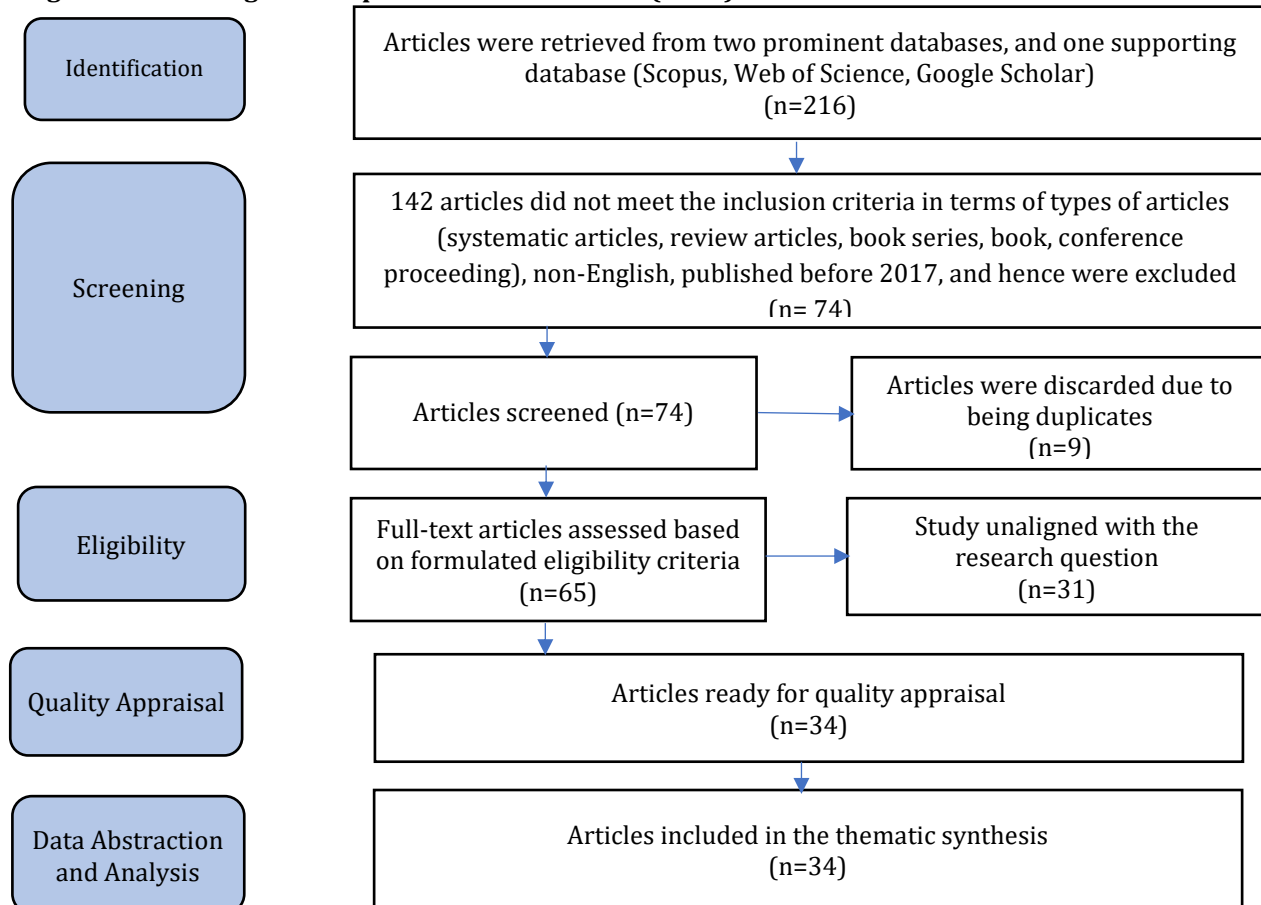 Identification
Articles were retrieved from two prominent databases, and one supporting
database (Scopus, Web of Science, Google Scholar)
(n=216)
Screening
142 articles did not meet the inclusion criteria in terms of types of articles
(systematic articles, review articles, book series, book, conference
proceeding), non-English, published before 2017, and hence were excluded
(n= 74)
Articles screened (n=74)
Articles were discarded due to
being duplicates
(n=9)
Eligibility
Full-text articles assessed based
on formulated eligibility criteria
(n=65)
Study unaligned with the
research question
(n=31)
Quality Appraisal
Articles ready for quality appraisal
(n=34)
Data Abstraction
and Analysis
Articles included in the thematic synthesis
(n=34)